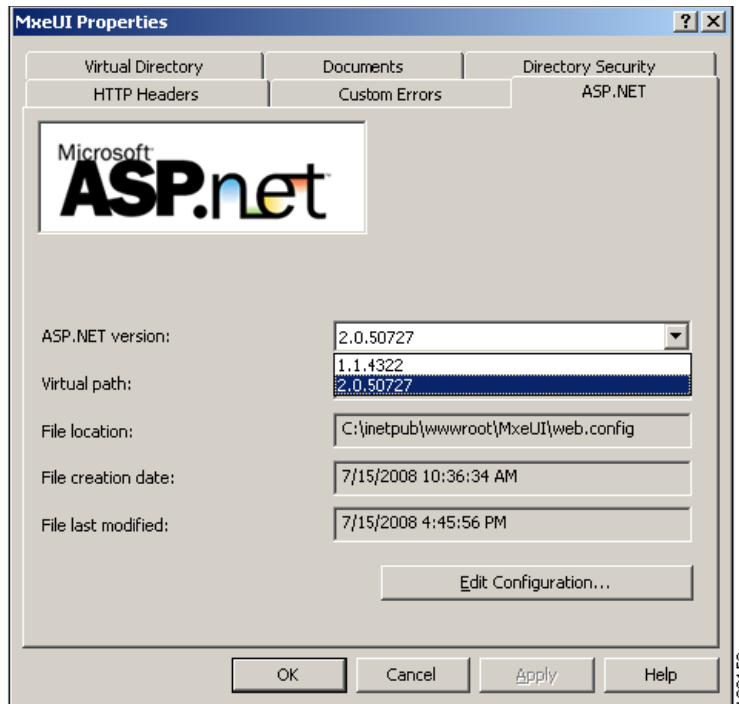 MxeUI Properties
Virtual Directory
Documents
Directory Security
HTTP Headers
Custom Errors
ASP.NET
Microsoft
ASP.net
ASP.NET version:
2.0.50727
1.1.4322
2.0.50727
Virtual path:
File location:
C:\inetpub\wwwroot\MxeUI\web.config
File creation date:
7/15/2008 10:36:34 AM
File last modified:
7/15/2008 4:45:56 PM
Edit Configuration...
OK
Cancel
Apply
Help